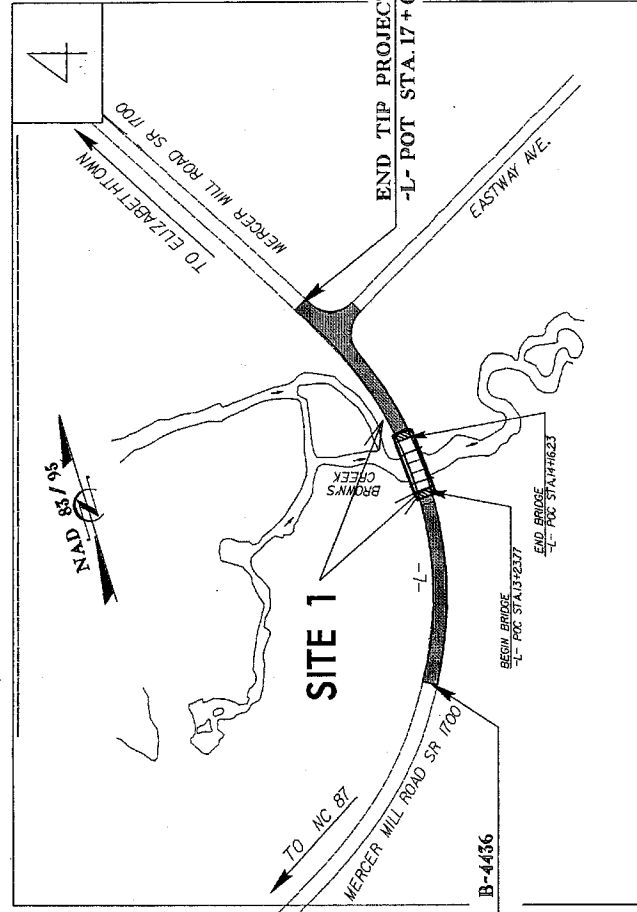 4
NAD 83 / 95
TO ELIZABETHTOWN
MERCER MILL ROAD SR 1700
END TIP PROJEC
-L- POT STA. 17+
EASTWAY AVE.
BROWN'S
CREEK
SITE 1
-L-
BEGIN BRIDGE
-L- POC STA.13+23.77
END BRIDGE
-L- POC STA.14+16.23
TO NC 87
MERCER MILL ROAD SR 1700
B-4436